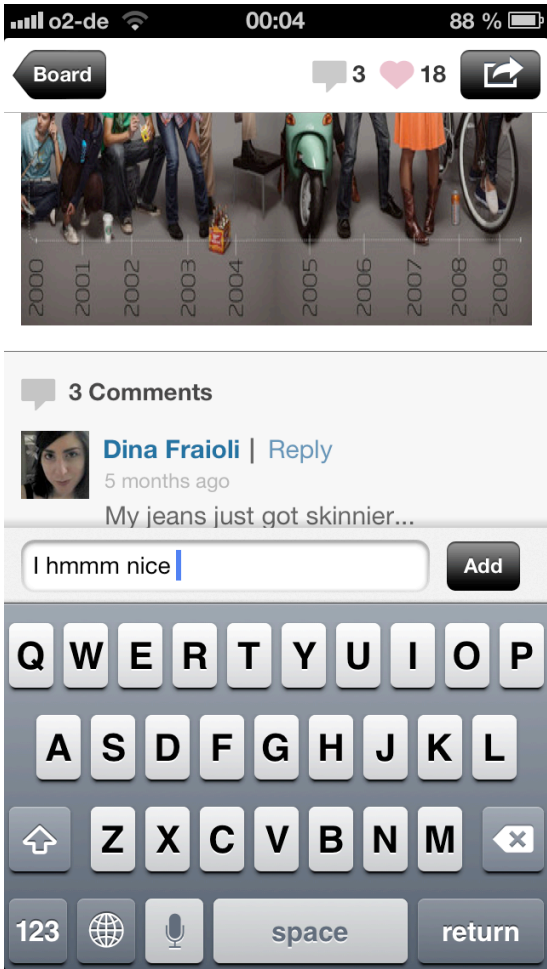 o2-de 00:04 88 %
Board 3 18
2000 2001 2002 2003 2004 2005 2006 2007 2008 2009
3 Comments
Dina Fraioli | Reply
5 months ago
My jeans just got skinnier...
I hmmm nice Add
Q W E R T Y U I O P
A S D F G H J K L
Z X C V B N M
123 space return